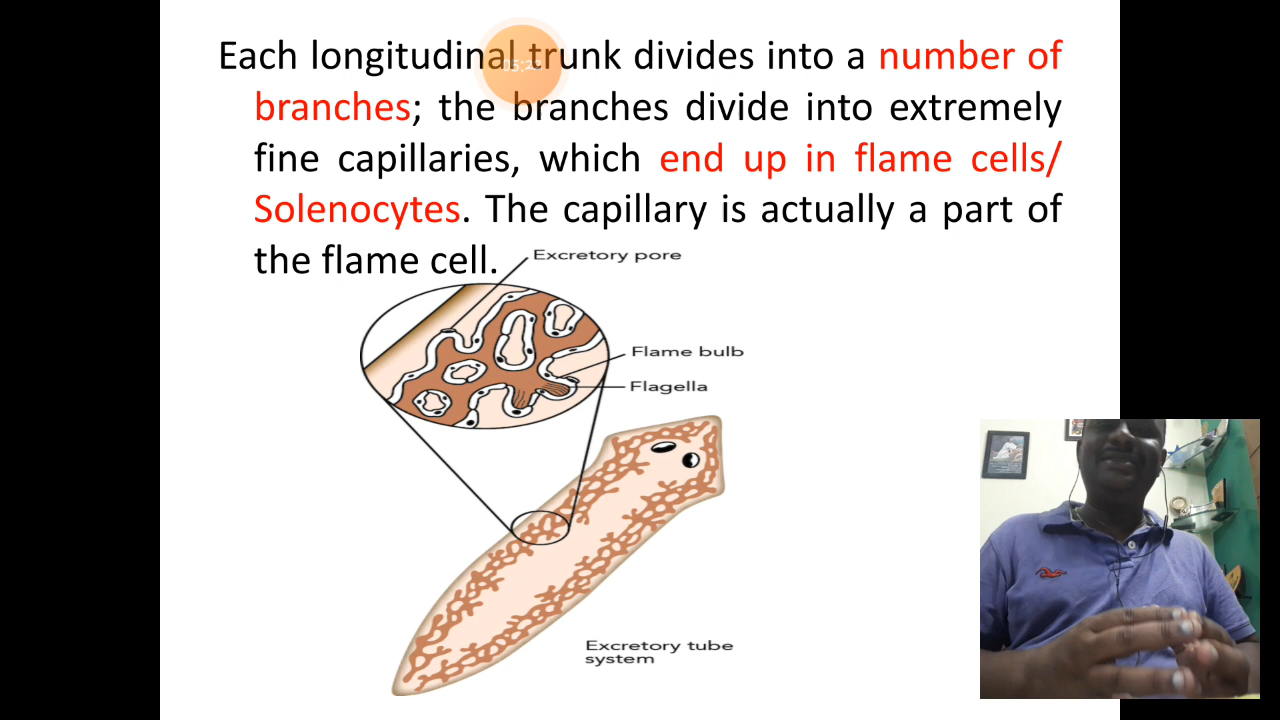 Each longitudinal trunk divides into a number of
branches; the branches divide into extremely
fine capillaries, which end up in flame cells/
Solenocytes. The capillary is actually a part of
the flame cell.
Excretory pore
Flame bulb
Flagella
Excretory tube
system